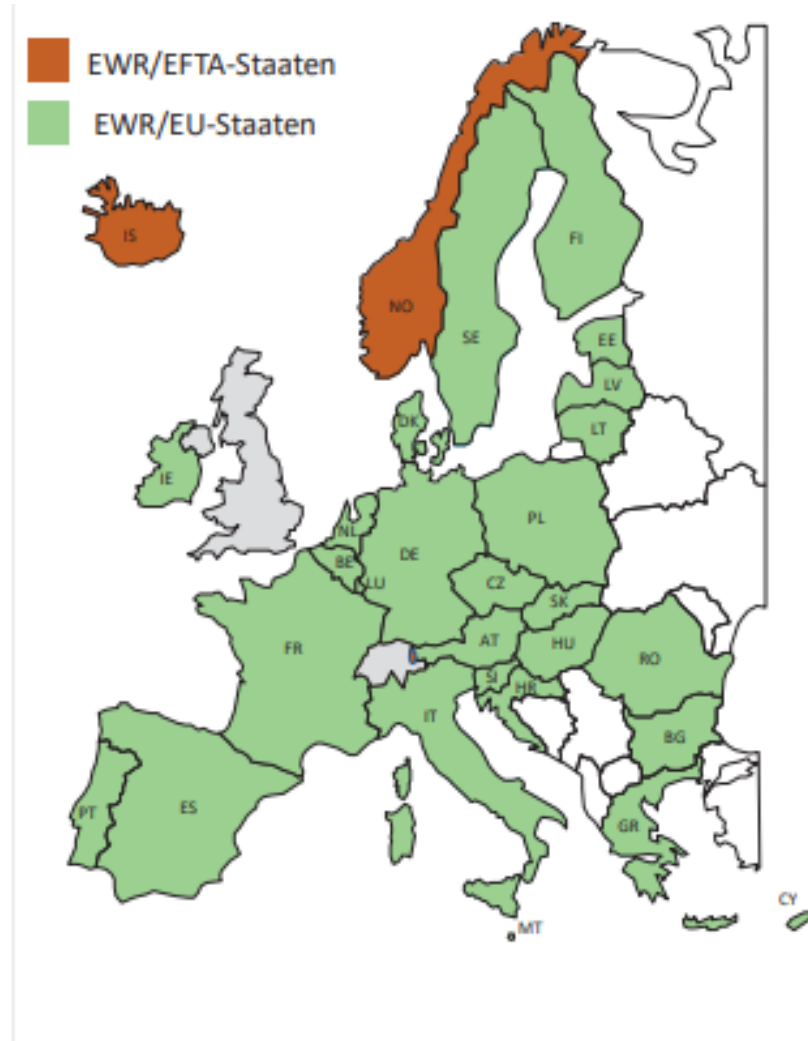 EWR/EFTA-Staaten
EWR/EU-Staaten
IS
FI
NO
SE
EE
LV
DK
LT
IE
PL
NL
DE
BE
CZ
LU
SK
AT
HU
FR
RO
SI
HR
IT
BG
ES
PT
GR
CY
MT